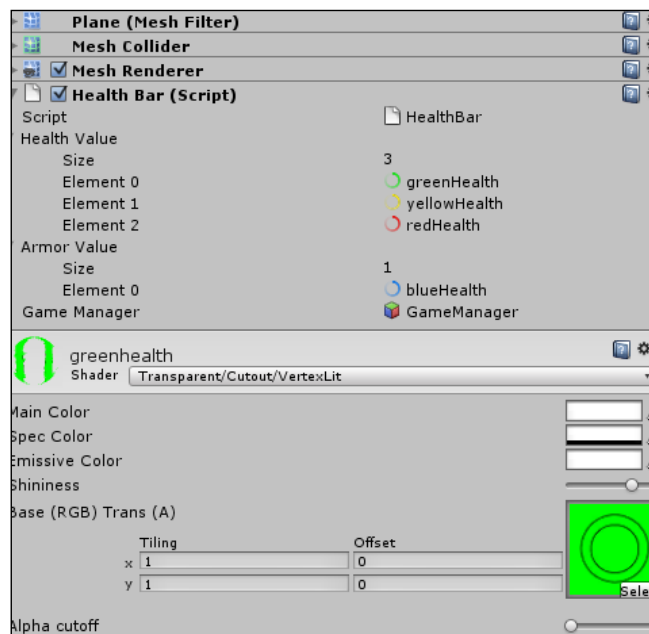 Plane (Mesh Filter)
Mesh Collider
Mesh Renderer
Health Bar (Script)
Script HealthBar
Health Value
Size 3
Element 0 greenHealth
Element 1 yellowHealth
Element 2 redHealth
Armor Value
Size 1
Element 0 blueHealth
Game Manager GameManager
greenhealth
Shader Transparent/Cutout/VertexLit
Main Color
Spec Color
Emissive Color
Shininess
Base (RGB) Trans (A)
Tiling Offset
x 1 0
y 1 0
Sele
Alpha cutoff